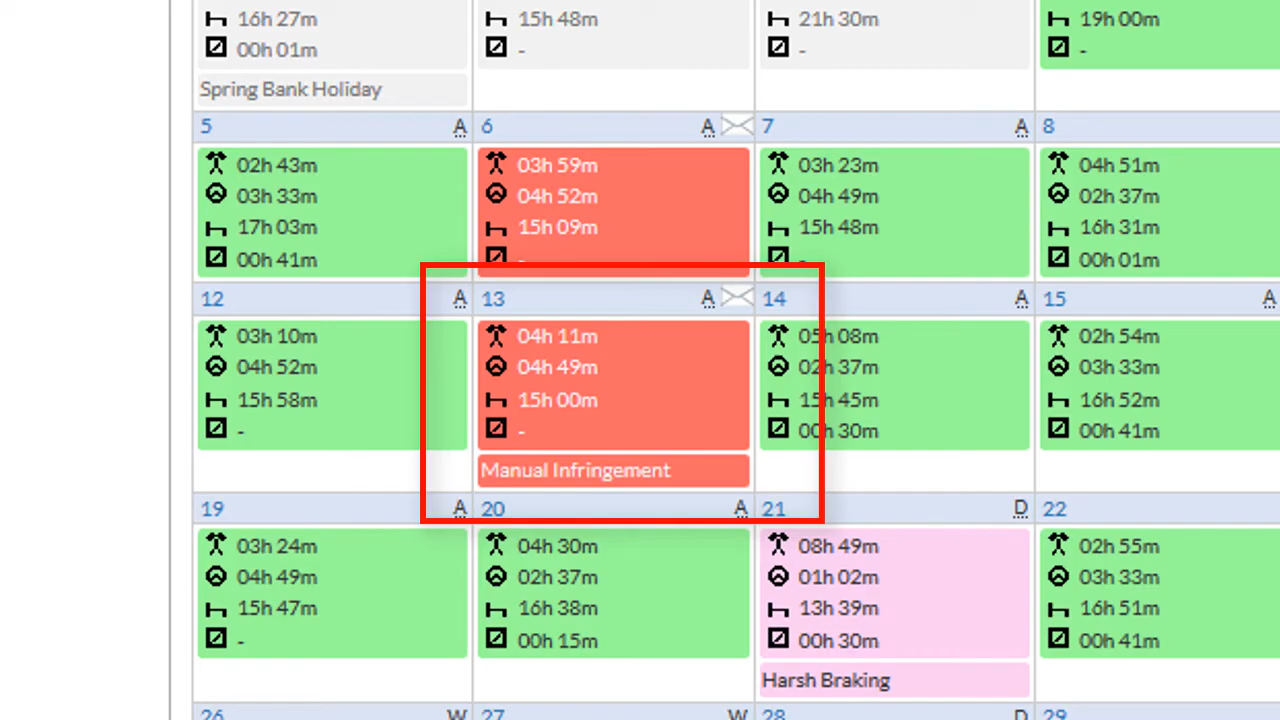 16h 27m 15h 48m 21h 30m 19h 00m
00h 01m - - -
Spring Bank Holiday
5 A 6 A 7 A 8
02h 43m 03h 59m 03h 23m 04h 51m
03h 33m 04h 52m 04h 49m 02h 37m
17h 03m 15h 09m 15h 48m 16h 31m
00h 41m - - 00h 01m
12 A 13 A 14 A 15 A
03h 10m 04h 11m 05h 08m 02h 54m
04h 52m 04h 49m 02h 37m 03h 33m
15h 58m 15h 00m 15h 45m 16h 52m
- - 00h 30m 00h 41m
Manual Infringement
19 A 20 A 21 D 22
03h 24m 04h 30m 08h 49m 02h 55m
04h 49m 02h 37m 01h 02m 03h 33m
15h 47m 16h 38m 13h 39m 16h 51m
- 00h 15m 00h 30m 00h 41m
Harsh Braking
26 W 27 W 28 D 29